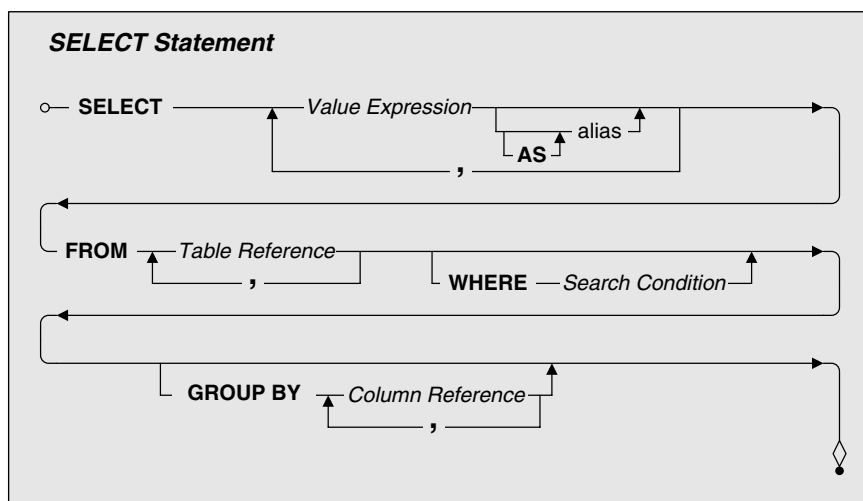 SELECT Statement
SELECT Value Expression
alias
AS
,
FROM Table Reference
,
WHERE Search Condition
GROUP BY Column Reference
,